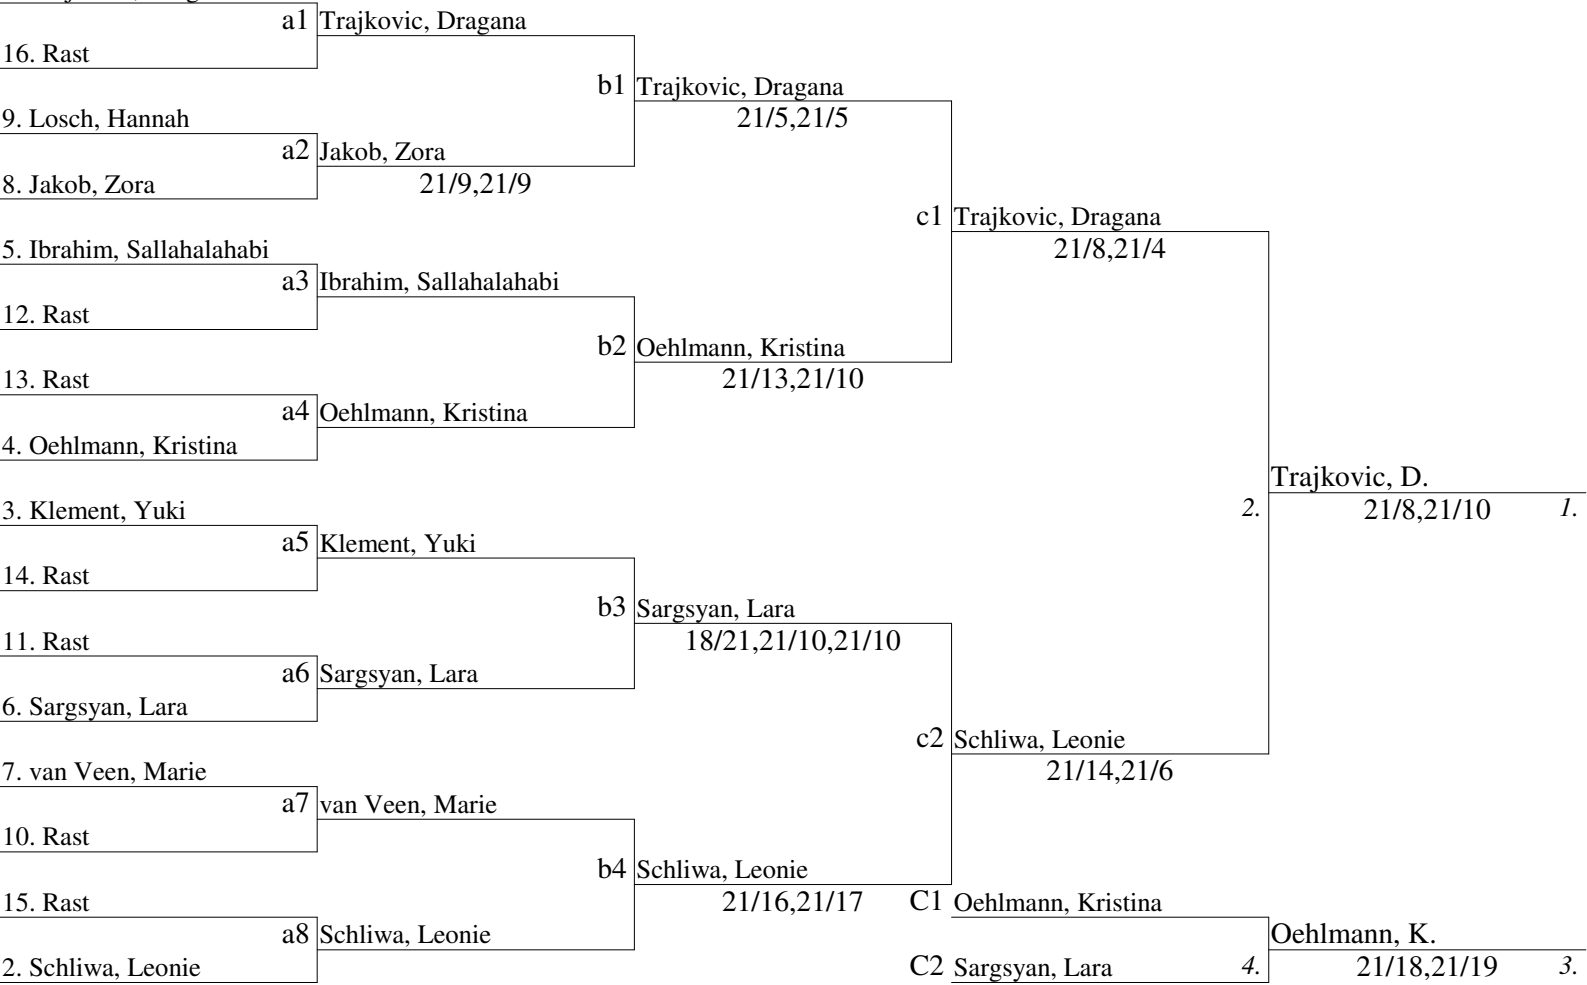 a1 Trajkovic, Dragana
16. Rast
b1 Trajkovic, Dragana
21/5,21/5
9. Losch, Hannah
a2 Jakob, Zora
21/9,21/9
8. Jakob, Zora
c1 Trajkovic, Dragana
21/8,21/4
5. Ibrahim, Sallahalahabi
a3 Ibrahim, Sallahalahabi
12. Rast
b2 Oehlmann, Kristina
21/13,21/10
13. Rast
a4 Oehlmann, Kristina
4. Oehlmann, Kristina
Trajkovic, D.
2. 21/8,21/10 1.
3. Klement, Yuki
a5 Klement, Yuki
14. Rast
b3 Sargsyan, Lara
18/21,21/10,21/10
11. Rast
a6 Sargsyan, Lara
6. Sargsyan, Lara
c2 Schliwa, Leonie
21/14,21/6
7. van Veen, Marie
a7 van Veen, Marie
10. Rast
b4 Schliwa, Leonie
21/16,21/17
15. Rast
a8 Schliwa, Leonie
2. Schliwa, Leonie
C1 Oehlmann, Kristina
Oehlmann, K.
C2 Sargsyan, Lara 4. 21/18,21/19 3.